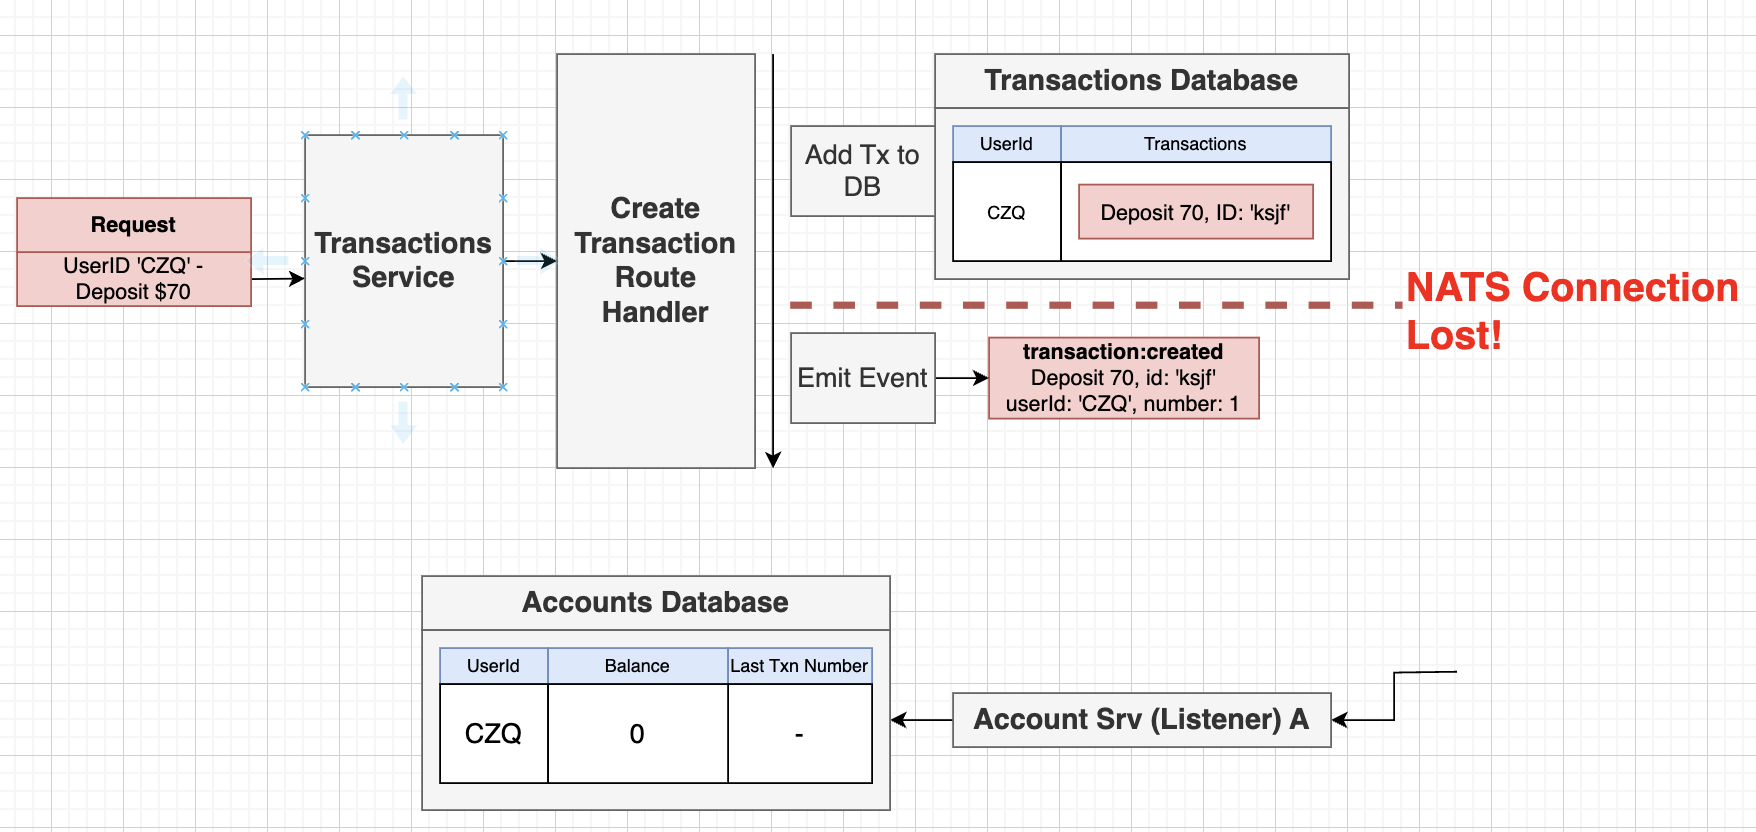 Request
UserID 'CZQ' -
Deposit $70
Transactions
Service
Create
Transaction
Route
Handler
Add Tx to
DB
Transactions Database
UserId
Transactions
CZQ
Deposit 70, ID: 'ksjf'
NATS Connection
Lost!
Emit Event
transaction:created
Deposit 70, id: 'ksjf'
userId: 'CZQ', number: 1
Accounts Database
UserId
Balance
Last Txn Number
CZQ
0
-
Account Srv (Listener) A